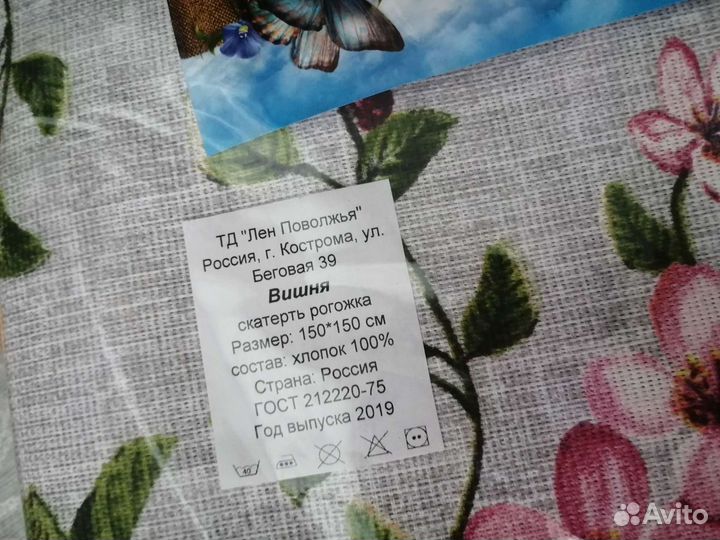 ТД "Лен Поволжья"
Россия, г. Кострома, ул.
Беговая 39
Вишня
скатерть рогожка
Размер: 150*150 см
состав: хлопок 100%
Страна: Россия
ГОСТ 212220-75
Год выпуска 2019
40
Avito